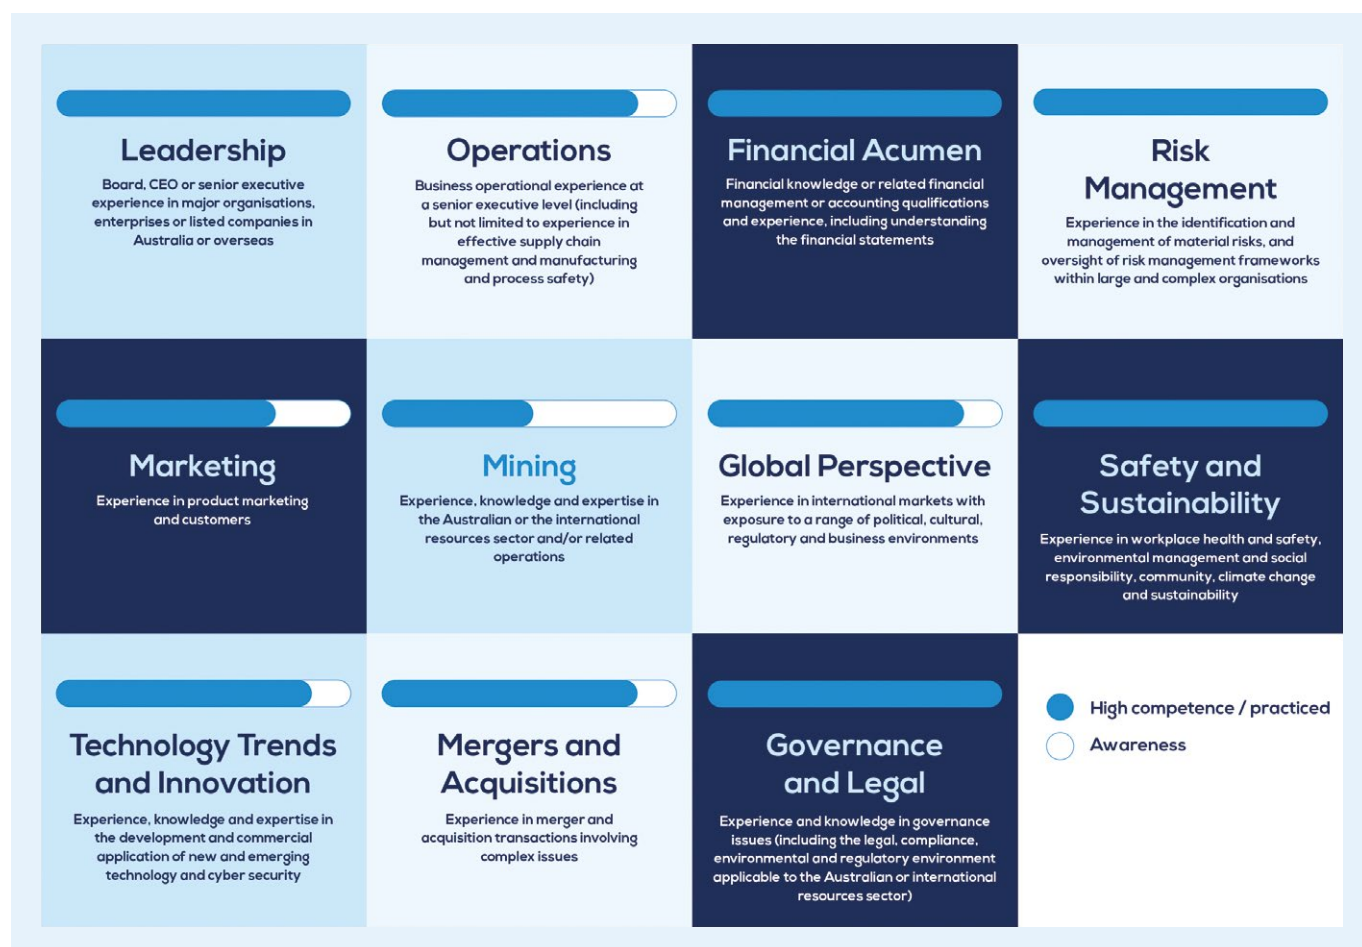 Leadership
Board, CEO or senior executive
experience in major organisations,
enterprises or listed companies in
Australia or overseas
Operations
Business operational experience at
a senior executive level (including
but not limited to experience in
effective supply chain
management and manufacturing
and process safety)
Financial Acumen
Financial knowledge or related financial
management or accounting qualifications
and experience, including understanding
the financial statements
Risk
Management
Experience in the identification and
management of material risks, and
oversight of risk management frameworks
within large and complex organisations
Marketing
Experience in product marketing
and customers
Mining
Experience, knowledge and expertise in
the Australian or the international
resources sector and/or related
operations
Global Perspective
Experience in international markets with
exposure to a range of political, cultural,
regulatory and business environments
Safety and
Sustainability
Experience in workplace health and safety,
environmental management and social
responsibility, community, climate change
and sustainability
Technology Trends
and Innovation
Experience, knowledge and expertise in
the development and commercial
application of new and emerging
technology and cyber security
Mergers and
Acquisitions
Experience in merger and
acquisition transactions involving
complex issues
Governance
and Legal
Experience and knowledge in governance
issues (including the legal, compliance,
environmental and regulatory environment
applicable to the Australian or international
resources sector)
High competence / practiced
Awareness